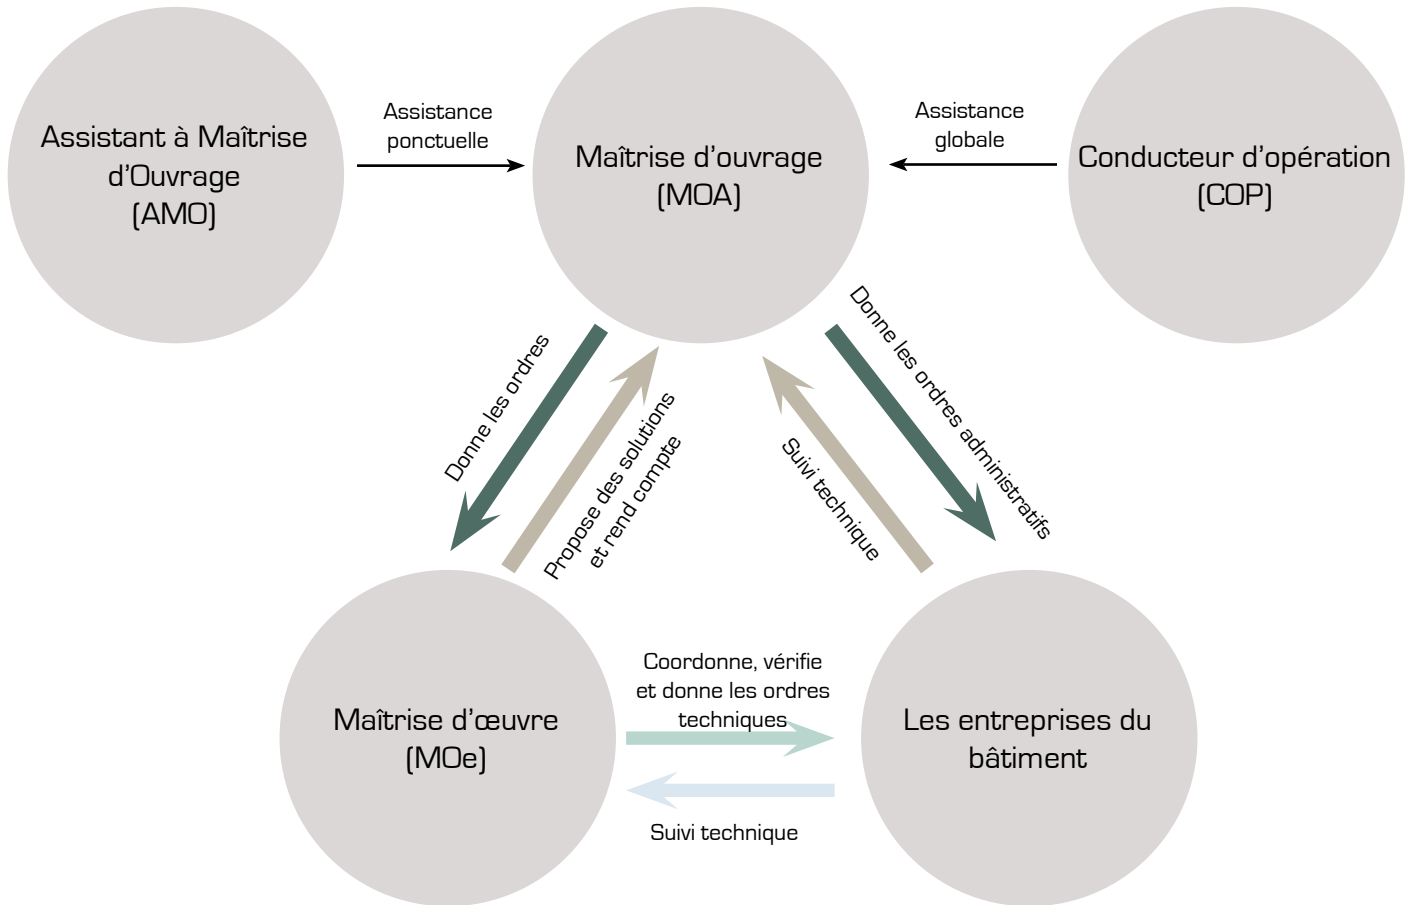 Assistant à Maîtrise
d'Ouvrage
(AMO)
Assistance
ponctuelle
Maîtrise d'ouvrage
(MOA)
Assistance
globale
Conducteur d'opération
(COP)
Donne les ordres
Propose des solutions
et rend compte
Suivi technique
Donne les ordres administratifs
Maîtrise d'œuvre
(MOe)
Coordonne, vérifie
et donne les ordres
techniques
Suivi technique
Les entreprises du
bâtiment